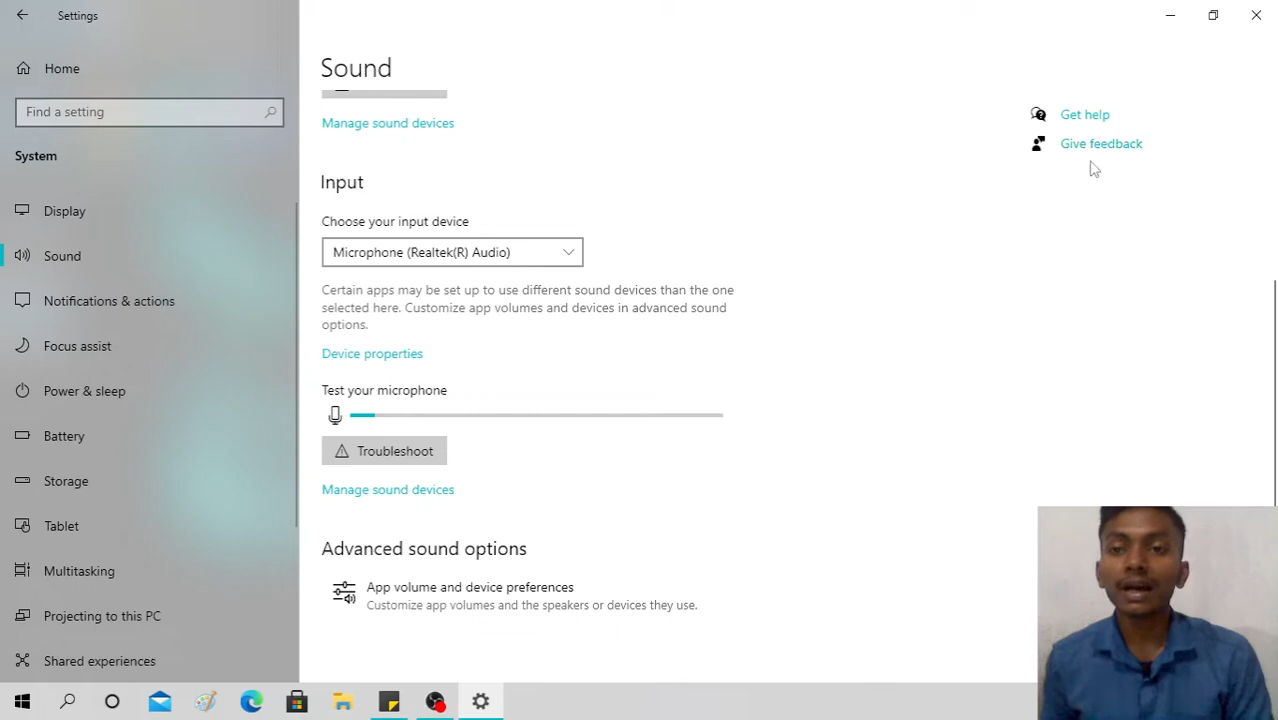 Settings
Home
Find a setting
System
Display
Sound
Notifications & actions
Focus assist
Power & sleep
Battery
Storage
Tablet
Multitasking
Projecting to this PC
Shared experiences
Sound
Manage sound devices
Input
Choose your input device
Microphone (Realtek(R) Audio)
Certain apps may be set up to use different sound devices than the one
selected here. Customize app volumes and devices in advanced sound
options.
Device properties
Test your microphone
Troubleshoot
Manage sound devices
Advanced sound options
App volume and device preferences
Customize app volumes and the speakers or devices they use.
Get help
Give feedback